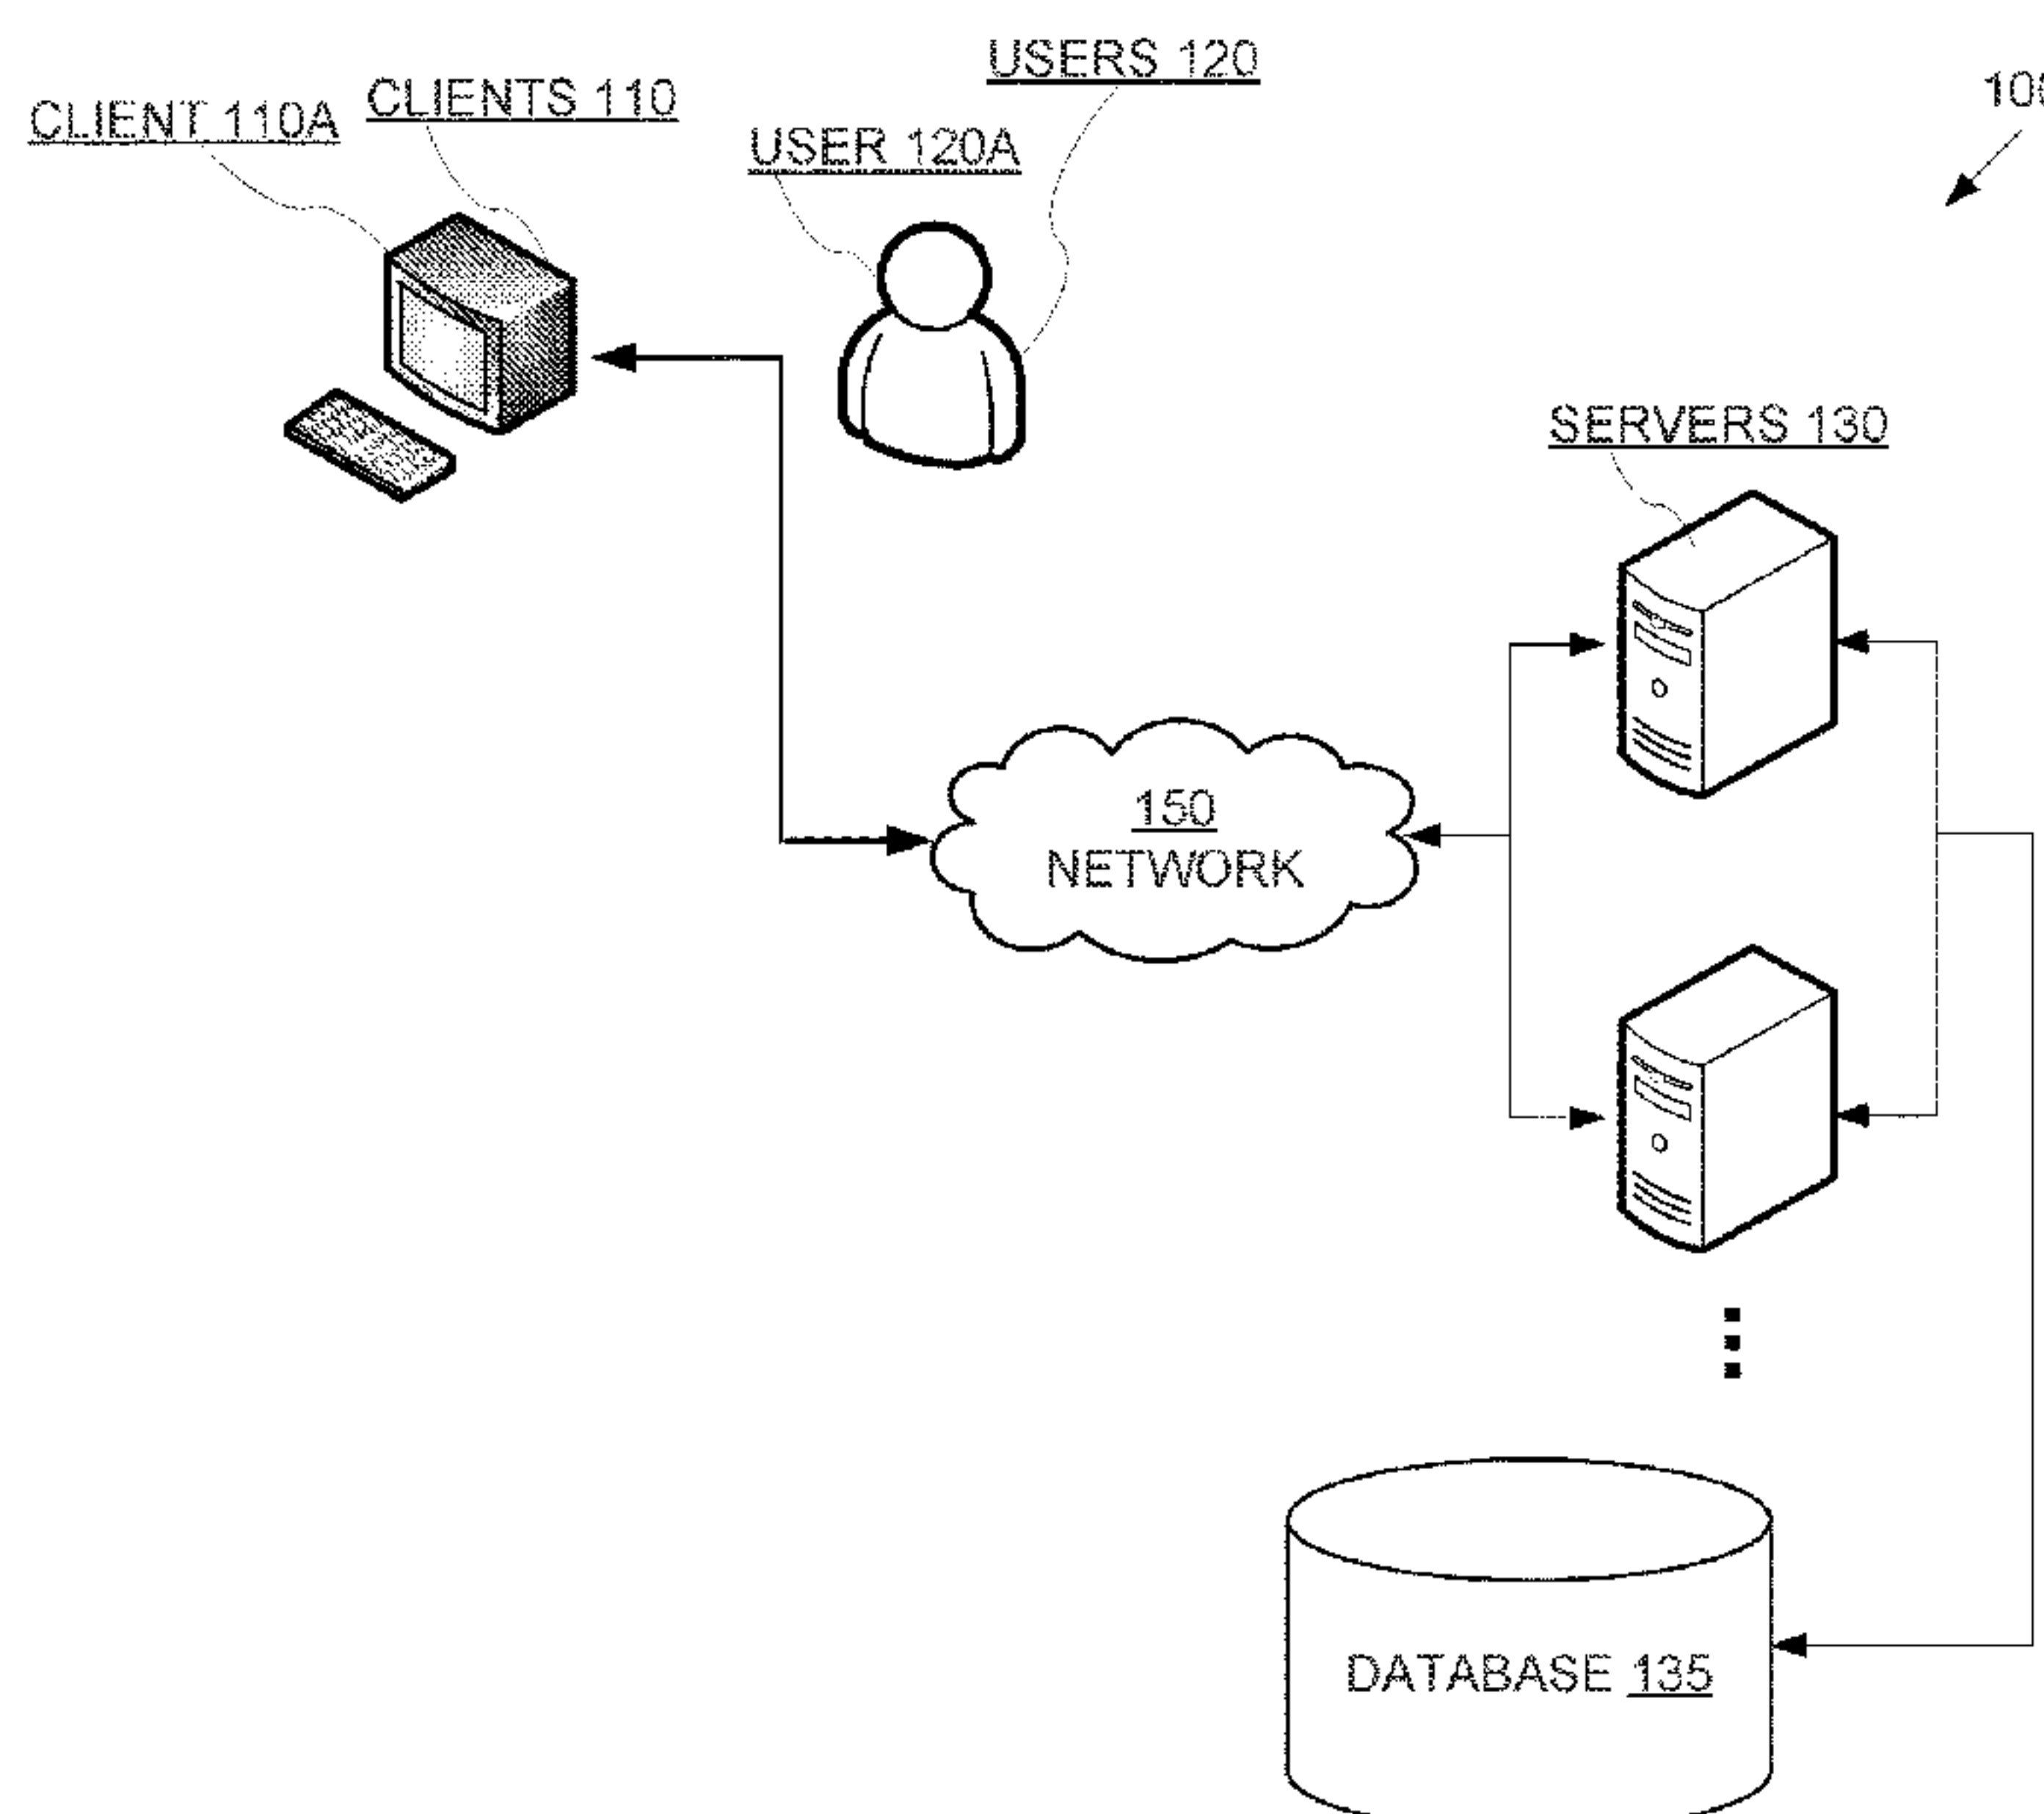 USERS 120
CLIENTS 110
CLIENT 110A
USER 120A
SERVERS 130
150
NETWORK
DATABASE 135